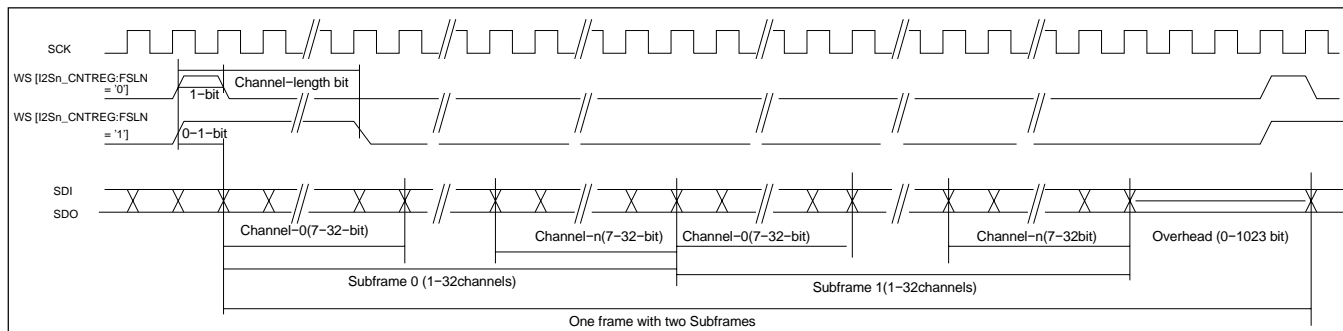 SCK
WS [I2Sn_CNTREG:FSLN
= '0']
Channel−length bit
1−bit
WS [I2Sn_CNTREG:FSLN
= '1']
0−1−bit
SDI
SDO
Channel−0(7−32−bit)
Channel−n(7−32−bit)
Channel−0(7−32−bit)
Channel−n(7−32bit)
Overhead (0−1023 bit)
Subframe 0 (1−32channels)
Subframe 1(1−32channels)
One frame with two Subframes